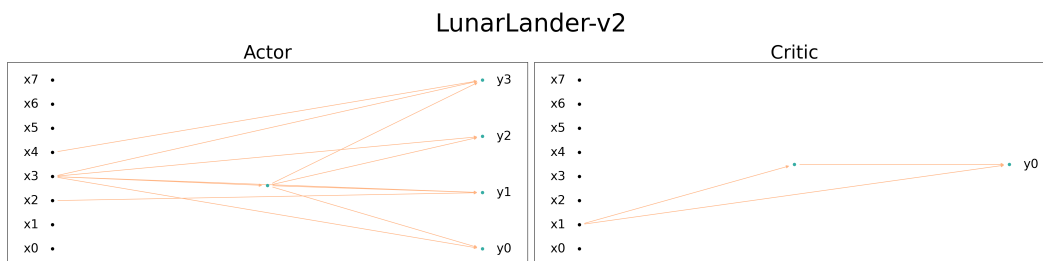 LunarLander-v2
Actor
x7
x6
x5
x4
x3
x2
x1
x0
y3
y2
y1
y0
Critic
x7
x6
x5
x4
x3
x2
x1
x0
y0